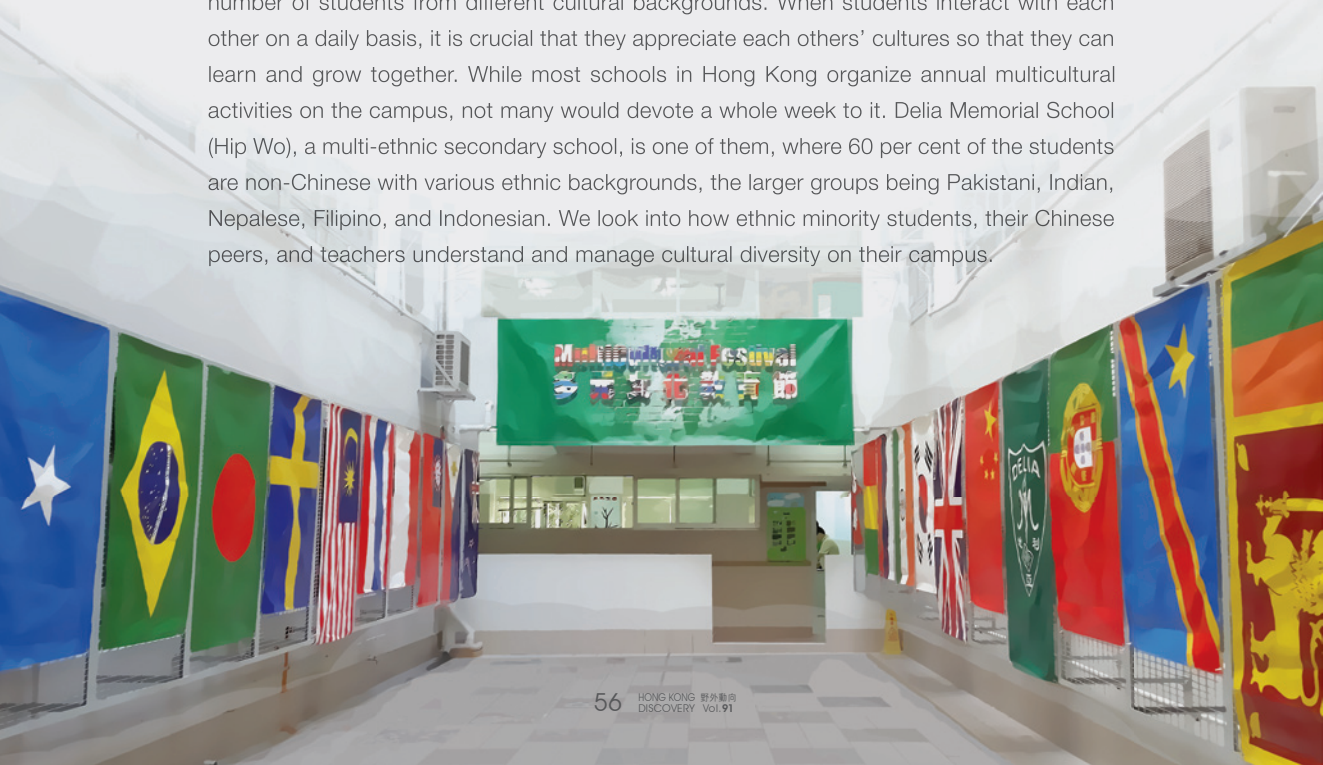 number of students from different cultural backgrounds. When students interact with each
other on a daily basis, it is crucial that they appreciate each others’ cultures so that they can
learn and grow together. While most schools in Hong Kong organize annual multicultural
activities on the campus, not many would devote a whole week to it. Delia Memorial School
(Hip Wo), a multi-ethnic secondary school, is one of them, where 60 per cent of the students
are non-Chinese with various ethnic backgrounds, the larger groups being Pakistani, Indian,
Nepalese, Filipino, and Indonesian. We look into how ethnic minority students, their Chinese
peers, and teachers understand and manage cultural diversity on their campus.
Multicultural Festival
多元文化教育節
DELIA
56
HONG KONG 野外動向
DISCOVERY Vol.91